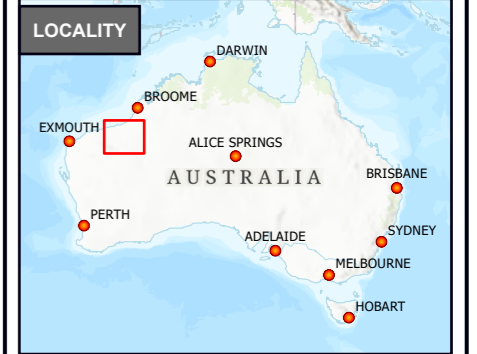 LOCALITY
DARWIN
BROOME
EXMOUTH
ALICE SPRINGS
AUSTRALIA
BRISBANE
PERTH
ADELAIDE
SYDNEY
MELBOURNE
HOBART